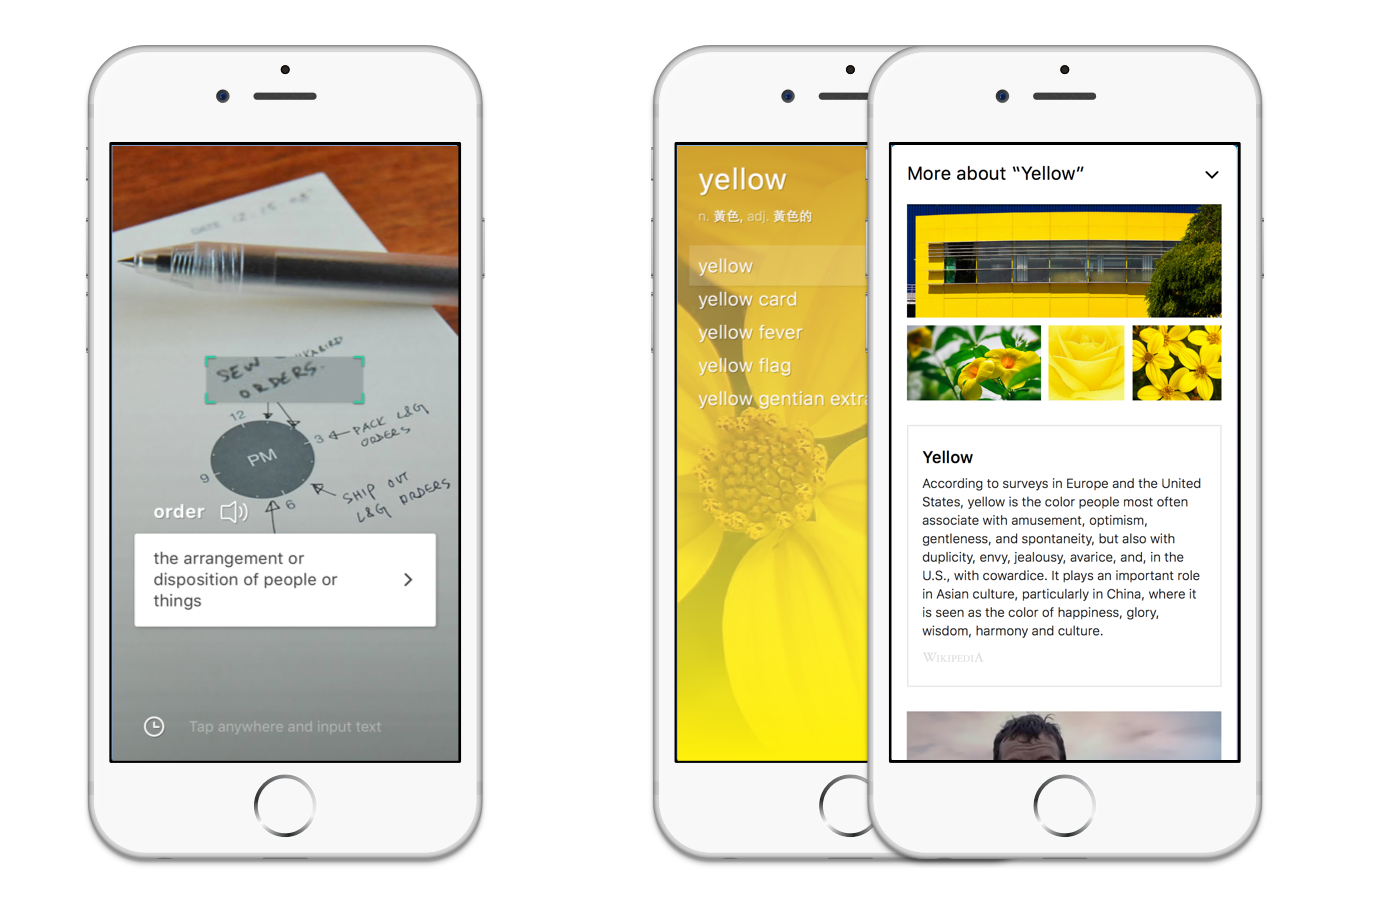 DATE 12.15.08
SEW
ORDERS.
12
3
PACK L&G
ORDERS
PM
9
6
SHIP OUT
L&G ORDERS
order
the arrangement or
disposition of people or
things
Tap anywhere and input text
yellow
n. 黃色, adj. 黃色的
yellow
yellow card
yellow fever
yellow flag
yellow gentian extra
More about “Yellow”
Yellow
According to surveys in Europe and the United
States, yellow is the color people most often
associate with amusement, optimism,
gentleness, and spontaneity, but also with
duplicity, envy, jealousy, avarice, and, in the
U.S., with cowardice. It plays an important role
in Asian culture, particularly in China, where it
is seen as the color of happiness, glory,
wisdom, harmony and culture.
WIKIPEDIA